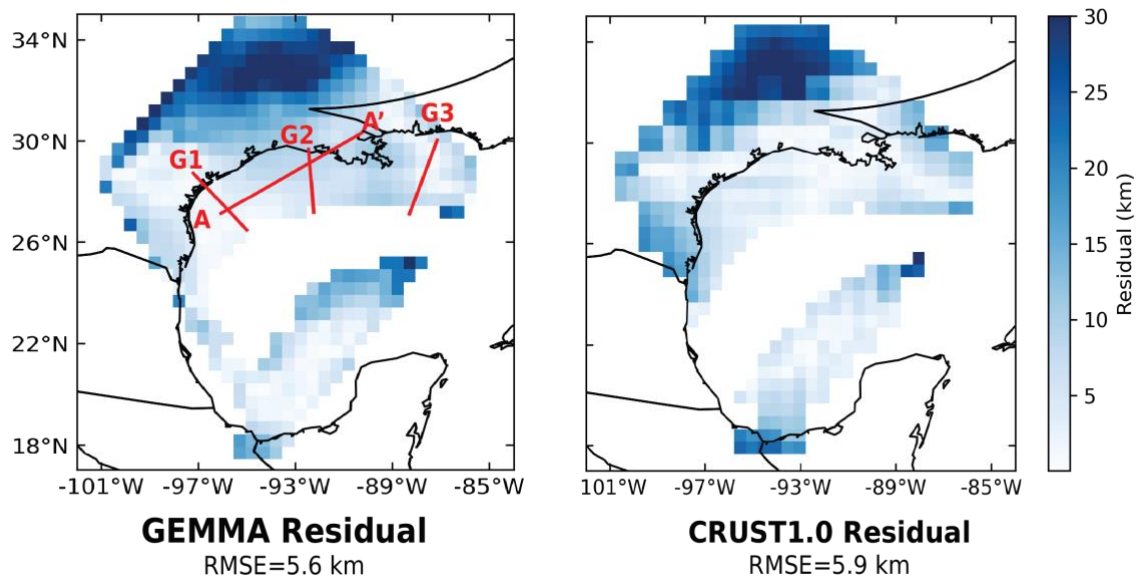 34°N
30°N
26°N
22°N
18°N
G1
G2
A'
G3
A
-101°W -97°W -93°W -89°W -85°W
-101°W -97°W -93°W -89°W -85°W
30
25
20
15
10
5
Residual (km)
GEMMA Residual
RMSE=5.6 km
CRUST1.0 Residual
RMSE=5.9 km